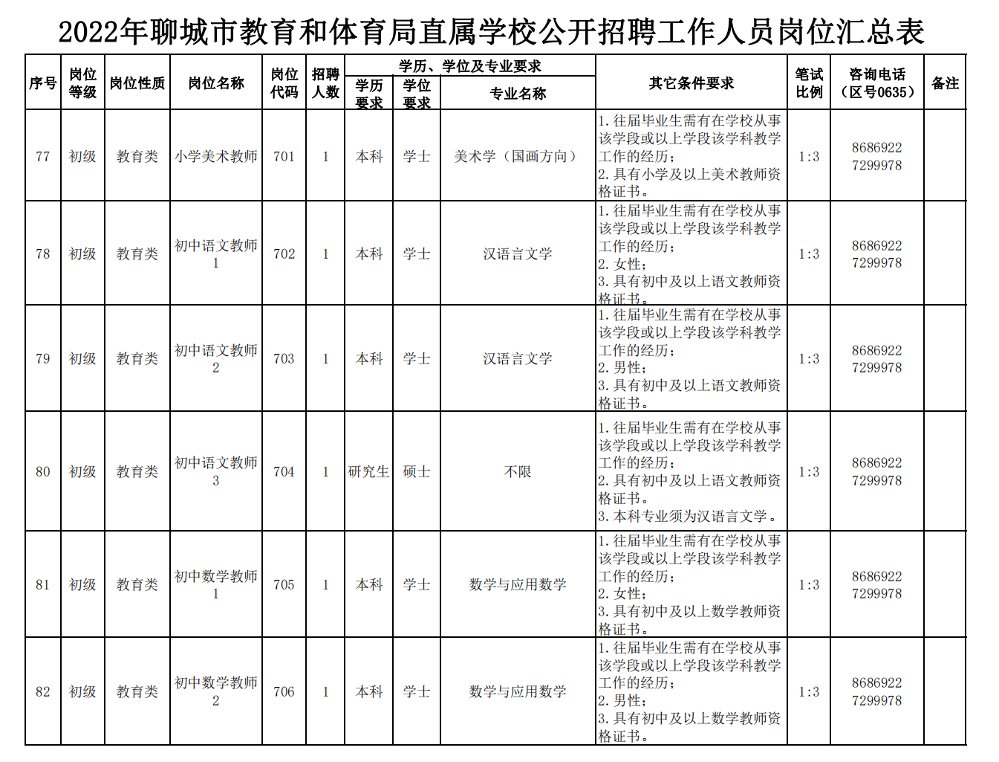 2022年聊城市教育和体育局直属学校公开招聘工作人员岗位汇总表
序号 岗位等级 岗位性质 岗位名称 岗位代码 招聘人数 学历、学位及专业要求 其它条件要求 笔试比例 咨询电话（区号0635） 备注
学历要求 学位要求 专业名称
77 初级 教育类 小学美术教师 701 1 本科 学士 美术学（国画方向） 1:3
1.往届毕业生需有在学校从事
该学段或以上学段该学科教学
工作的经历；
2.具有小学及以上美术教师资
格证书。
8686922
7299978
78 初级 教育类 初中语文教师1 702 1 本科 学士 汉语言文学 1:3
1.往届毕业生需有在学校从事
该学段或以上学段该学科教学
工作的经历；
2.女性；
3.具有初中及以上语文教师资
格证书。
8686922
7299978
79 初级 教育类 初中语文教师2 703 1 本科 学士 汉语言文学 1:3
1.往届毕业生需有在学校从事
该学段或以上学段该学科教学
工作的经历；
2.男性；
3.具有初中及以上语文教师资
格证书。
8686922
7299978
80 初级 教育类 初中语文教师3 704 1 研究生 硕士 不限 1:3
1.往届毕业生需有在学校从事
该学段或以上学段该学科教学
工作的经历；
2.具有初中及以上语文教师资
格证书。
3.本科专业须为汉语言文学。
8686922
7299978
81 初级 教育类 初中数学教师1 705 1 本科 学士 数学与应用数学 1:3
1.往届毕业生需有在学校从事
该学段或以上学段该学科教学
工作的经历；
2.女性；
3.具有初中及以上数学教师资
格证书。
8686922
7299978
82 初级 教育类 初中数学教师2 706 1 本科 学士 数学与应用数学 1:3
1.往届毕业生需有在学校从事
该学段或以上学段该学科教学
工作的经历；
2.男性；
3.具有初中及以上数学教师资
格证书。
8686922
7299978